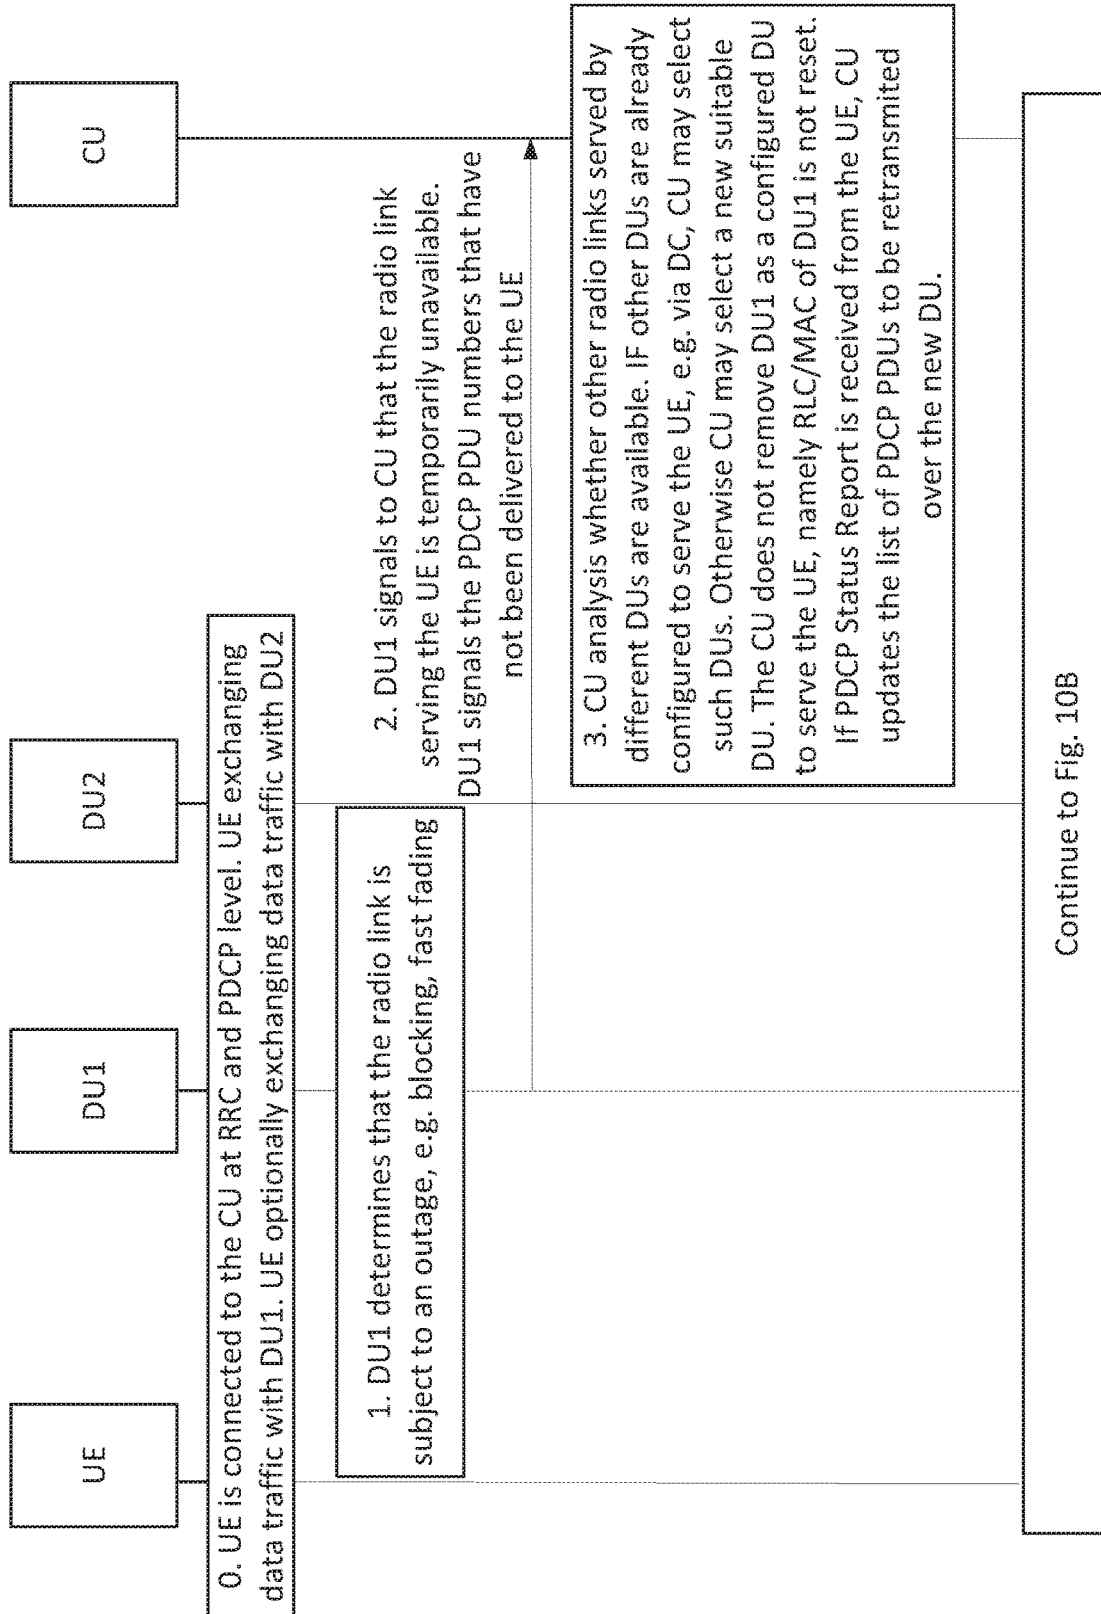 UE
DU1
DU2
CU
0. UE is connected to the CU at RRC and PDCP level. UE exchanging
data traffic with DU1. UE optionally exchanging data traffic with DU2
1. DU1 determines that the radio link is
subject to an outage, e.g. blocking, fast fading
2. DU1 signals to CU that the radio link
serving the UE is temporarily unavailable.
DU1 signals the PDCP PDU numbers that have
not been delivered to the UE
3. CU analysis whether other radio links served by
different DUs are available. IF other DUs are already
configured to serve the UE, e.g. via DC, CU may select
such DUs. Otherwise CU may select a new suitable
DU. The CU does not remove DU1 as a configured DU
to serve the UE, namely RLC/MAC of DU1 is not reset.
If PDCP Status Report is received from the UE, CU
updates the list of PDCP PDUs to be retransmited
over the new DU.
Continue to Fig. 10B